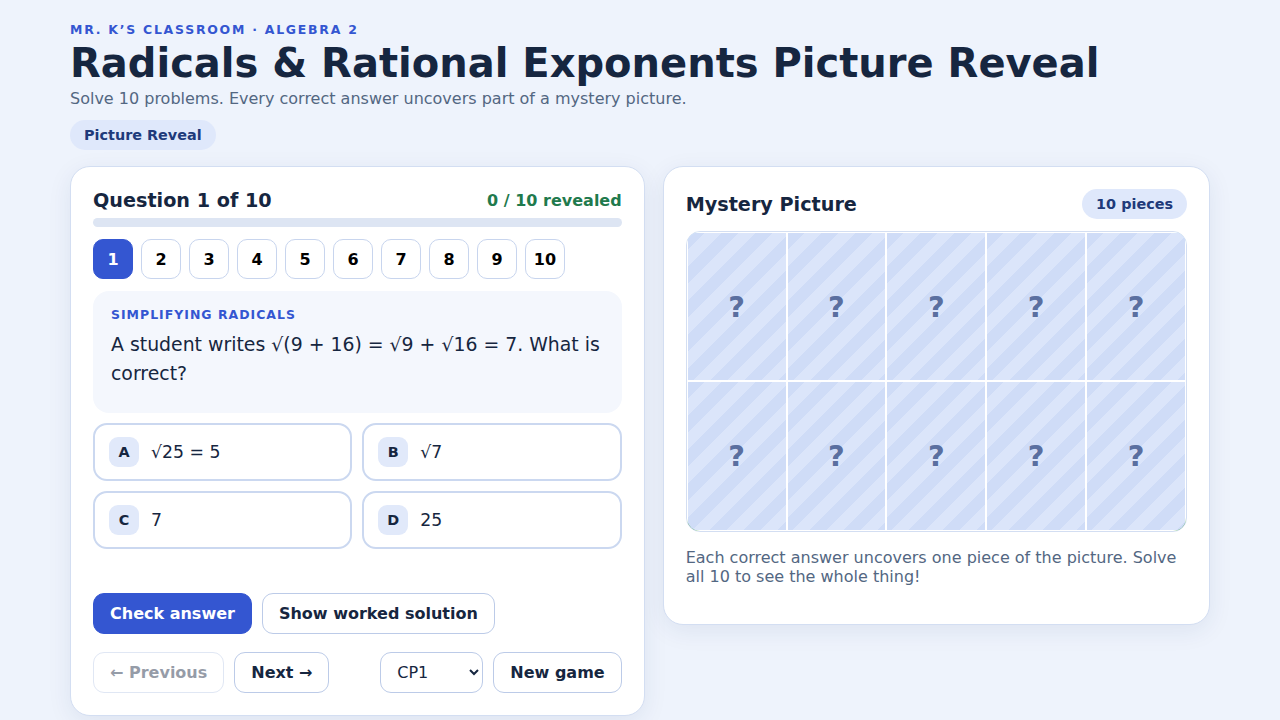 MR. K’S CLASSROOM · ALGEBRA 2
Radicals & Rational Exponents Picture Reveal
Solve 10 problems. Every correct answer uncovers part of a mystery picture.
Picture Reveal
Question 1 of 10
0 / 10 revealed
1 2 3 4 5 6 7 8 9 10
SIMPLIFYING RADICALS
A student writes √(9 + 16) = √9 + √16 = 7. What is
correct?
A √25 = 5
B √7
C 7
D 25
Check answer
Show worked solution
← Previous
Next →
CP1
New game
Mystery Picture
10 pieces
? ? ? ? ?
? ? ? ? ?
Each correct answer uncovers one piece of the picture. Solve
all 10 to see the whole thing!